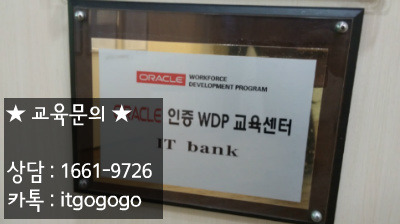 ORACLE WORKFORCE
DEVELOPMENT PROGRAM
ORACLE 인증 WDP 교육센터
IT bank
★ 교육문의 ★
상담 : 1661-9726
카톡 : itgogogo